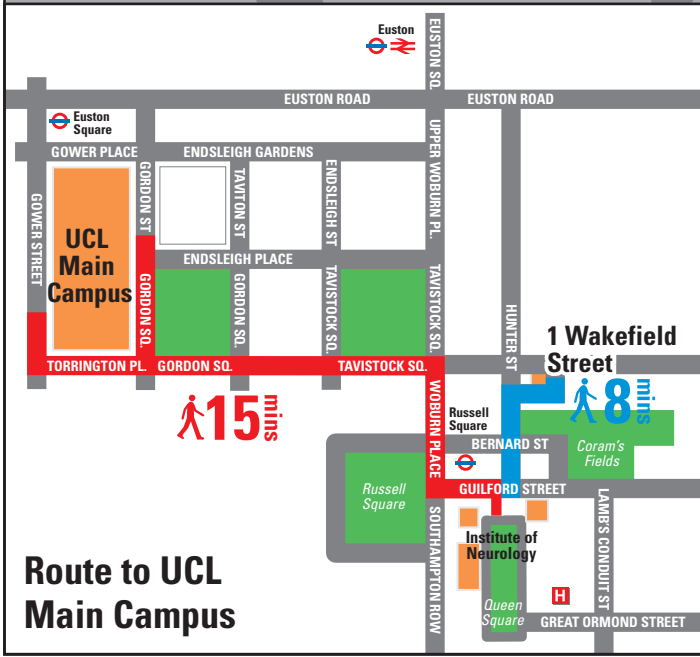 Euston
EUSTON SQ.
EUSTON ROAD
EUSTON ROAD
Euston
Square
GOWER PLACE
ENDSLEIGH GARDENS
GORDON ST
TAVITON ST
ENDSLEIGH ST
UPPER WOBURN PL.
GOWER STREET
UCL
Main
Campus
ENDSLEIGH PLACE
GORDON SQ.
GORDON SQ.
TAVISTOCK SQ.
TAVISTOCK SQ.
HUNTER ST
1 Wakefield
Street
TORRINGTON PL.
GORDON SQ.
TAVISTOCK SQ.
15 mins
8 mins
WOBURN PLACE
Russell
Square
BERNARD ST
Coram's
Fields
Russell
Square
GUILFORD STREET
SOUTHAMPTON ROW
LAMB'S CONDUIT ST
Institute of
Neurology
Route to UCL
Main Campus
H
Queen
Square
GREAT ORMOND STREET